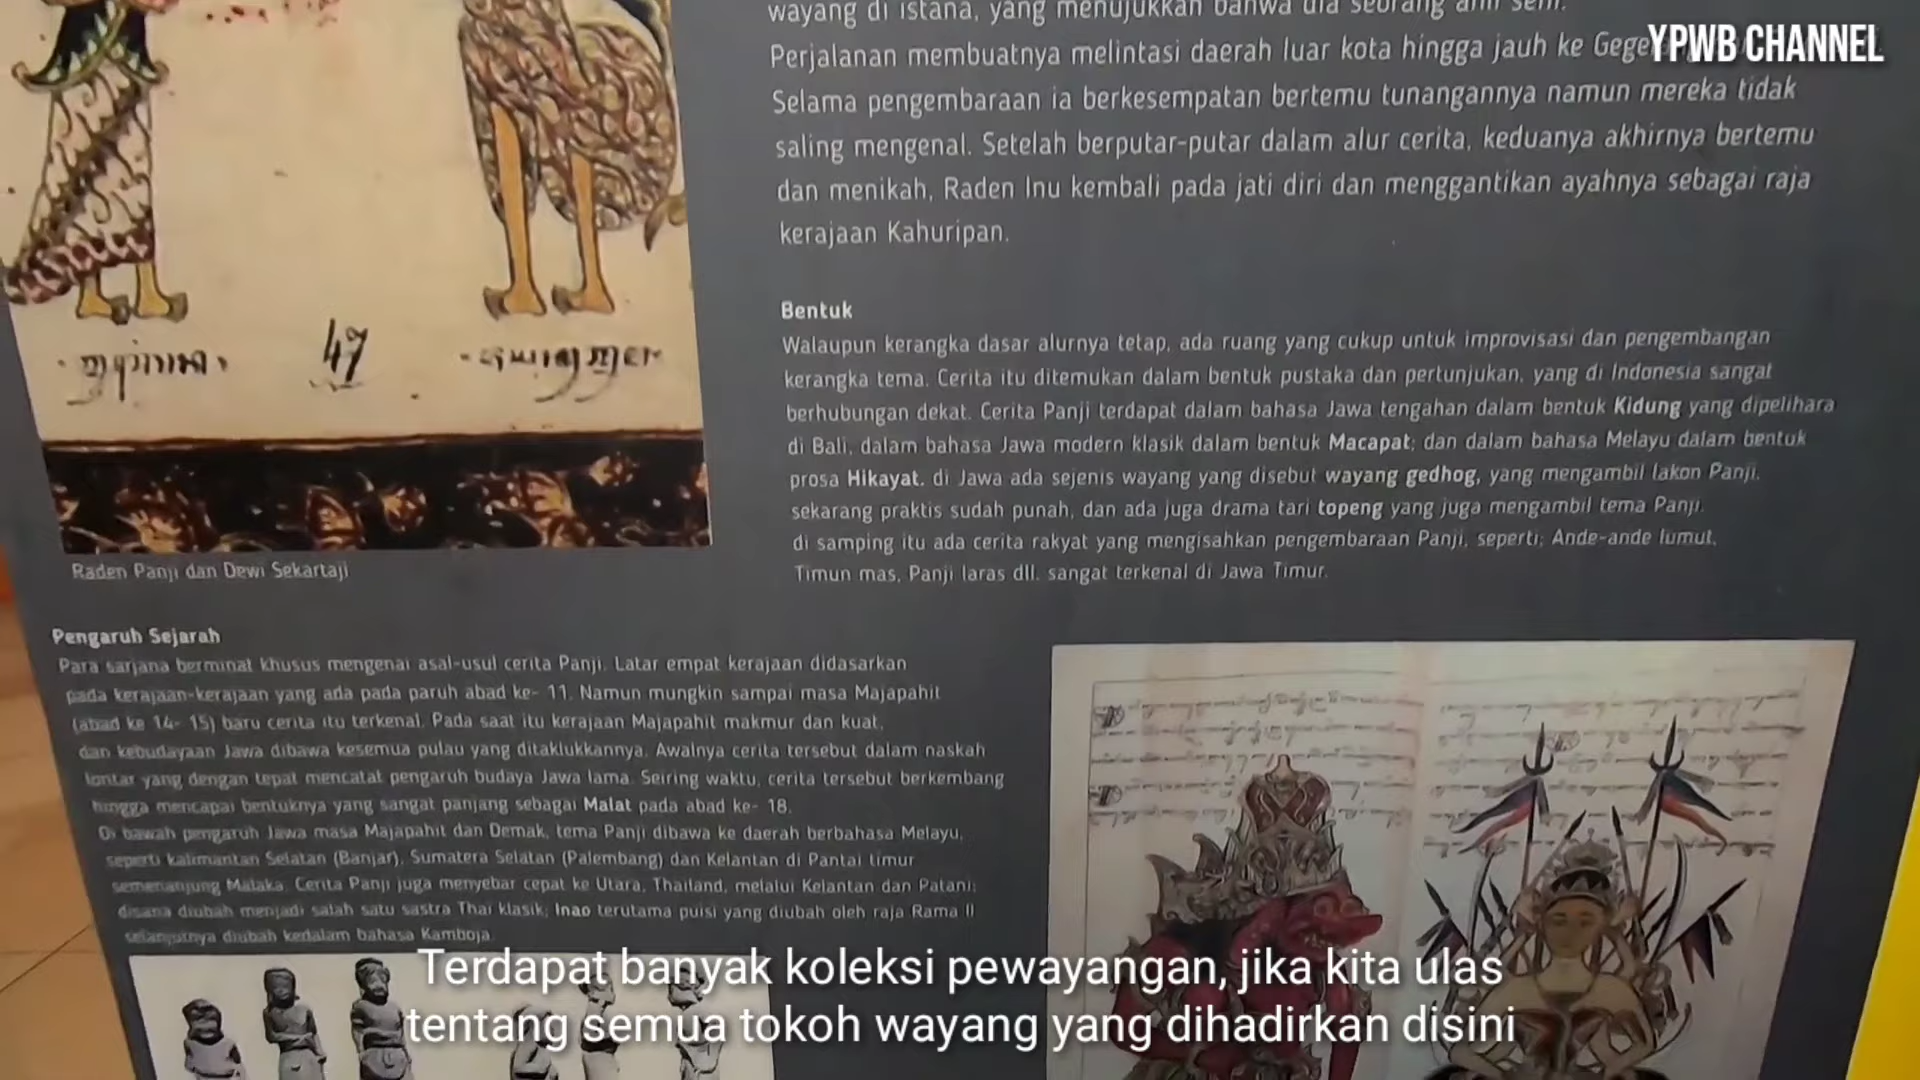 YPWB CHANNEL
wayang di istana, yang menujukkan bahwa dia seorang ahli seni.
Perjalanan membuatnya melintasi daerah luar kota hingga jauh ke
Selama pengembaraan ia berkesempatan bertemu tunangannya namun mereka tidak
saling mengenal. Setelah berputar-putar dalam alur cerita, keduanya akhirnya bertemu
dan menikah, Raden Inu kembali pada jati diri dan menggantikan ayahnya sebagai raja
kerajaan Kahuripan.
Bentuk
Walaupun kerangka dasar alurnya tetap, ada ruang yang cukup untuk improvisasi dan pengembangan
kerangka tema. Cerita itu ditemukan dalam bentuk pustaka dan pertunjukan, yang di Indonesia sangat
berhubungan dekat. Cerita Panji terdapat dalam bahasa Jawa tengahan dalam bentuk Kidung yang dipelihara
di Bali, dalam bahasa Jawa modern klasik dalam bentuk Macapat; dan dalam bahasa Melayu dalam bentuk
prosa Hikayat. di Jawa ada sejenis wayang yang disebut wayang gedhog, yang mengambil lakon Panji.
sekarang praktis sudah punah, dan ada juga drama tari topeng yang juga mengambil tema Panji.
di samping itu ada cerita rakyat yang mengisahkan pengembaraan Panji, seperti; Ande-ande lumut,
Timun mas, Panji laras dll. sangat terkenal di Jawa Timur.
47
Raden Panji dan Dewi Sekartaji
Pengaruh Sejarah
Para sarjana berminat khusus mengenai asal-usul cerita Panji. Latar empat kerajaan didasarkan
pada kerajaan-kerajaan yang ada pada paruh abad ke- 11. Namun mungkin sampai masa Majapahit
(abad ke 14- 15) baru cerita itu terkenal. Pada saat itu kerajaan Majapahit makmur dan kuat,
dan kebudayaan Jawa dibawa kesemua pulau yang ditaklukkannya. Awalnya cerita tersebut dalam naskah
lontar yang dengan tepat mencatat pengaruh budaya Jawa lama. Seiring waktu, cerita tersebut berkembang
hingga mencapai bentuknya yang sangat panjang sebagai Malat pada abad ke- 18.
Di bawah pengaruh Jawa masa Majapahit dan Demak, tema Panji dibawa ke daerah berbahasa Melayu,
seperti kalimantan Selatan (Banjar), Sumatera Selatan (Palembang) dan Kelantan di Pantai timur
semenanjung Malaka. Cerita Panji juga menyebar cepat ke Utara, Thailand, melalui Kelantan dan Patani;
disana diubah menjadi salah satu sastra Thai klasik; Inao terutama puisi yang diubah oleh raja Rama II
selanjutnya diubah kedalam bahasa Kamboja.
Terdapat banyak koleksi pewayangan, jika kita ulas
tentang semua tokoh wayang yang dihadirkan disini